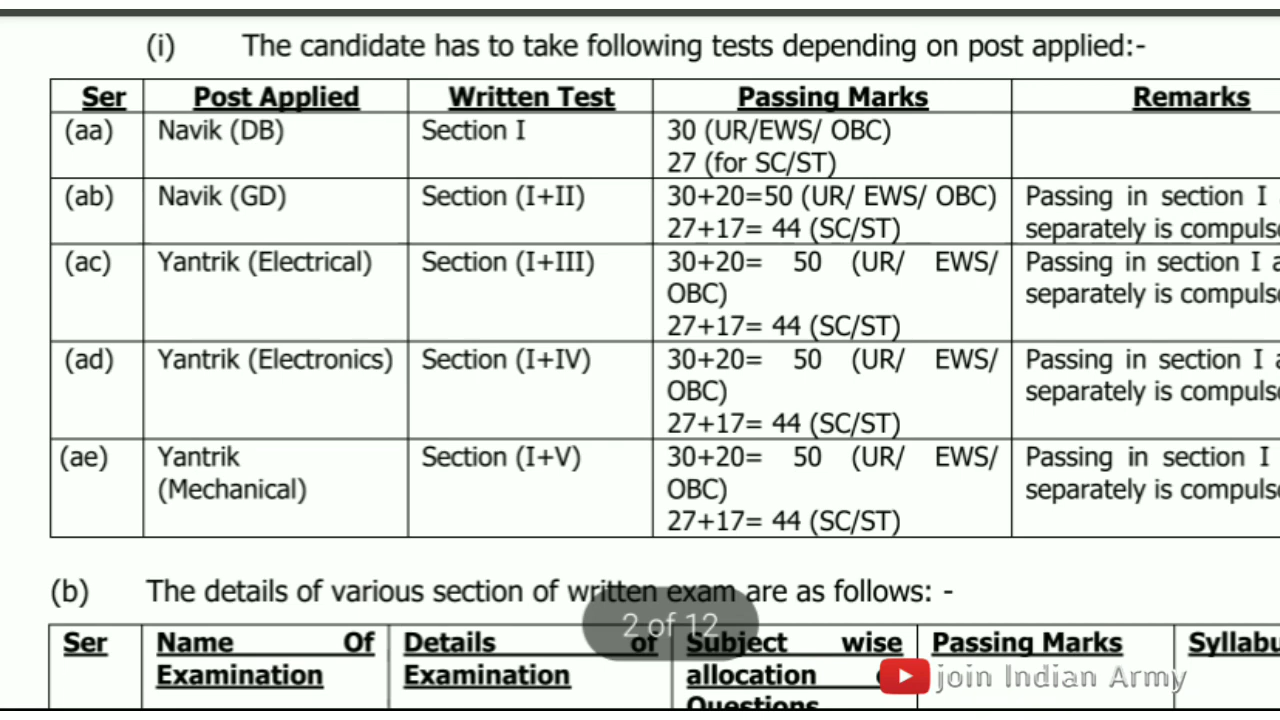 (i) The candidate has to take following tests depending on post applied:-
Ser Post Applied Written Test Passing Marks Remarks
(aa) Navik (DB) Section I 30 (UR/EWS/ OBC)
27 (for SC/ST)
(ab) Navik (GD) Section (I+II) 30+20=50 (UR/ EWS/ OBC) Passing in section I
27+17= 44 (SC/ST) separately is compuls
(ac) Yantrik (Electrical) Section (I+III) 30+20= 50 (UR/ EWS/ Passing in section I a
OBC) separately is compuls
27+17= 44 (SC/ST)
(ad) Yantrik (Electronics) Section (I+IV) 30+20= 50 (UR/ EWS/ Passing in section I a
OBC) separately is compuls
27+17= 44 (SC/ST)
(ae) Yantrik Section (I+V) 30+20= 50 (UR/ EWS/ Passing in section I
(Mechanical) OBC) separately is compuls
27+17= 44 (SC/ST)
(b) The details of various section of written exam are as follows: -
2 of 12
Ser Name Of Details of Subject wise Passing Marks Syllabu
Examination Examination allocation
Questions
join Indian Army